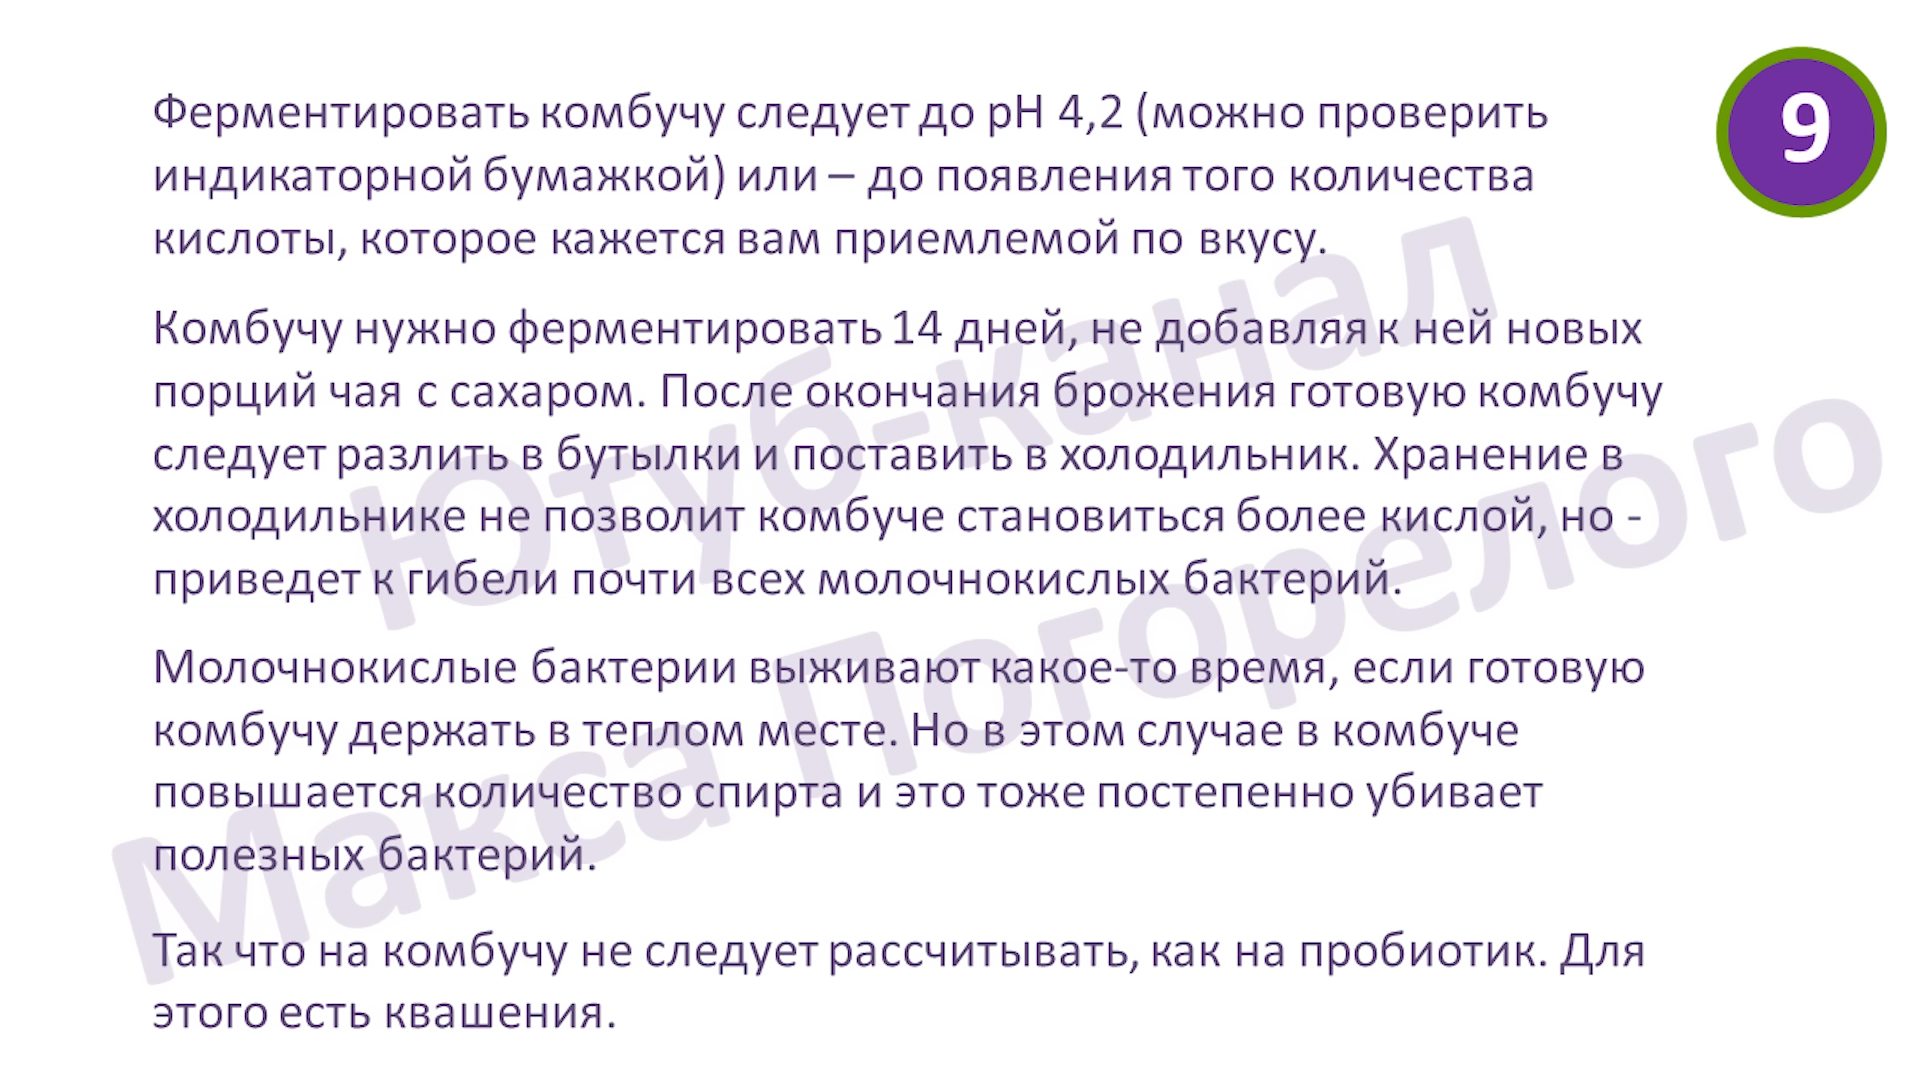 9
Ферментировать комбучу следует до pH 4,2 (можно проверить
индикаторной бумажкой) или – до появления того количества
кислоты, которое кажется вам приемлемой по вкусу.
Комбучу нужно ферментировать 14 дней, не добавляя к ней новых
порций чая с сахаром. После окончания брожения готовую комбучу
следует разлить в бутылки и поставить в холодильник. Хранение в
холодильнике не позволит комбуче становиться более кислой, но -
приведет к гибели почти всех молочнокислых бактерий.
Молочнокислые бактерии выживают какое-то время, если готовую
комбучу держать в теплом месте. Но в этом случае в комбуче
повышается количество спирта и это тоже постепенно убивает
полезных бактерий.
Так что на комбучу не следует рассчитывать, как на пробиотик. Для
этого есть квашения.
Ютуб-канал
Макса Погорелого